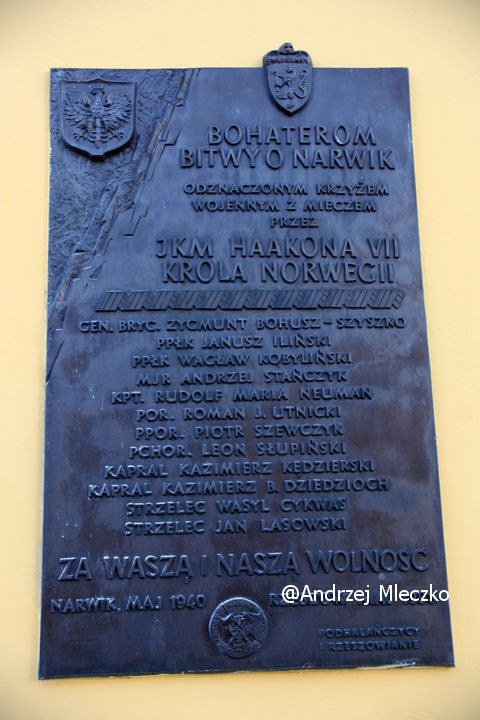 BOHATEROM
BITWY O NARWIK
ODZNACZONYM KRZYŻEM
WOJENNYM Z MIECZEM
PRZEZ
JKM HAAKONA VII
KRÓLA NORWEGII
GEN. BRYG. ZYGMUNT BOHUSZ-SZYSZKO
PPŁK JANUSZ ILIŃSKI
PPŁK WACŁAW KOBYLIŃSKI
MJR ANDRZEJ STAŃCZYK
KPT. RUDOLF MARIA NEUMAN
POR. ROMAN J. UTNICKI
PPOR. PIOTR SZEWCZYK
PCHOR. LEON SŁUPIŃSKI
KAPRAL KAZIMIERZ KĘDZIERSKI
KAPRAL KAZIMIERZ B. DŹIEDZIOCH
STRZELEC WASYL CYKWAS
STRZELEC JAN LASOWSKI
ZA WASZĄ I NASZĄ WOLNOŚĆ
NARWIK, MAJ 1940
@Andrzej Mleczko
PODHALAŃCZYCY
I RZESZOWIANIE